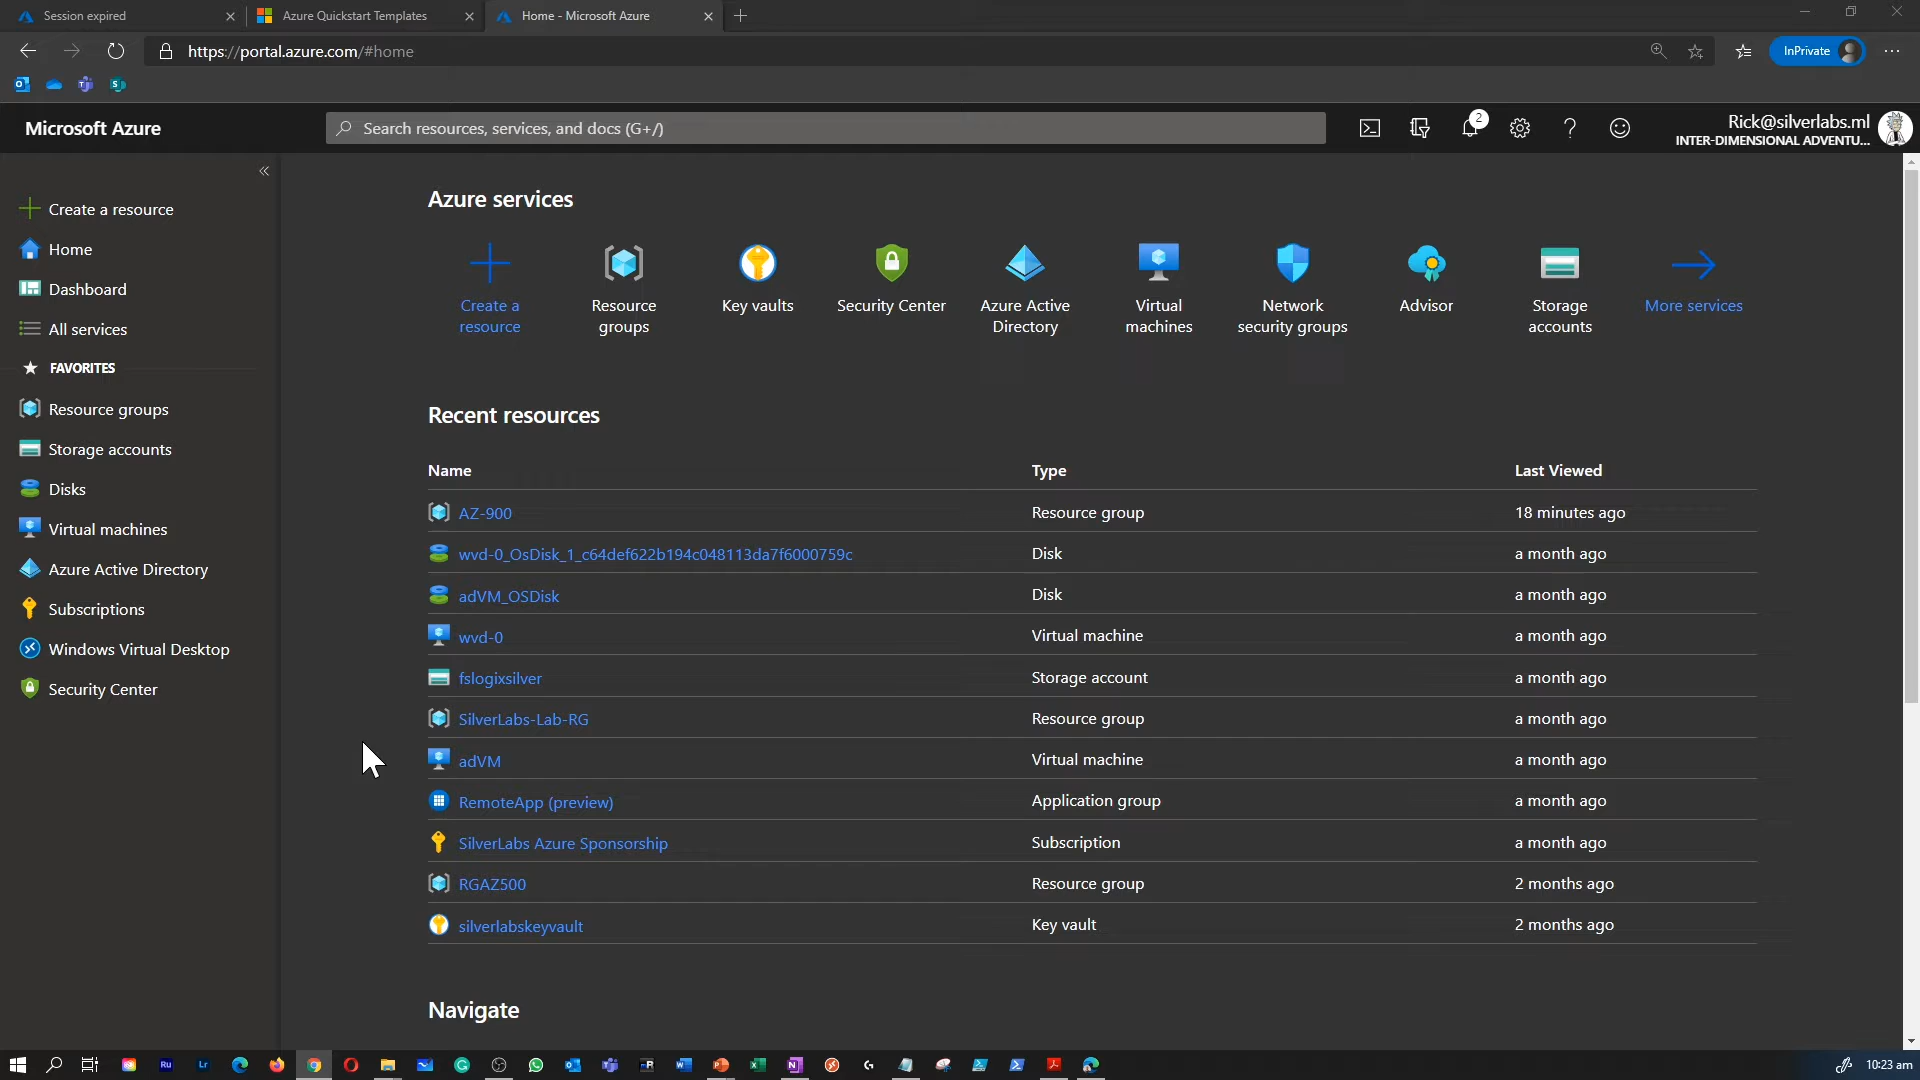 Session expired
Azure Quickstart Templates
Home - Microsoft Azure
https://portal.azure.com/#home
InPrivate
Microsoft Azure
Search resources, services, and docs (G+/)
2
Rick@silverlabs.ml
INTER-DIMENSIONAL ADVENTU...
Create a resource
Home
Dashboard
All services
FAVORITES
Resource groups
Storage accounts
Disks
Virtual machines
Azure Active Directory
Subscriptions
Windows Virtual Desktop
Security Center
Azure services
Create a
resource
Resource
groups
Key vaults
Security Center
Azure Active
Directory
Virtual
machines
Network
security groups
Advisor
Storage
accounts
More services
Recent resources
Name Type Last Viewed
AZ-900 Resource group 18 minutes ago
wvd-0_OsDisk_1_c64def622b194c048113da7f6000759c Disk a month ago
adVM_OSDisk Disk a month ago
wvd-0 Virtual machine a month ago
fslogixsilver Storage account a month ago
SilverLabs-Lab-RG Resource group a month ago
adVM Virtual machine a month ago
RemoteApp (preview) Application group a month ago
SilverLabs Azure Sponsorship Subscription a month ago
RGAZ500 Resource group 2 months ago
silverlabskeyvault Key vault 2 months ago
Navigate
10:23 am